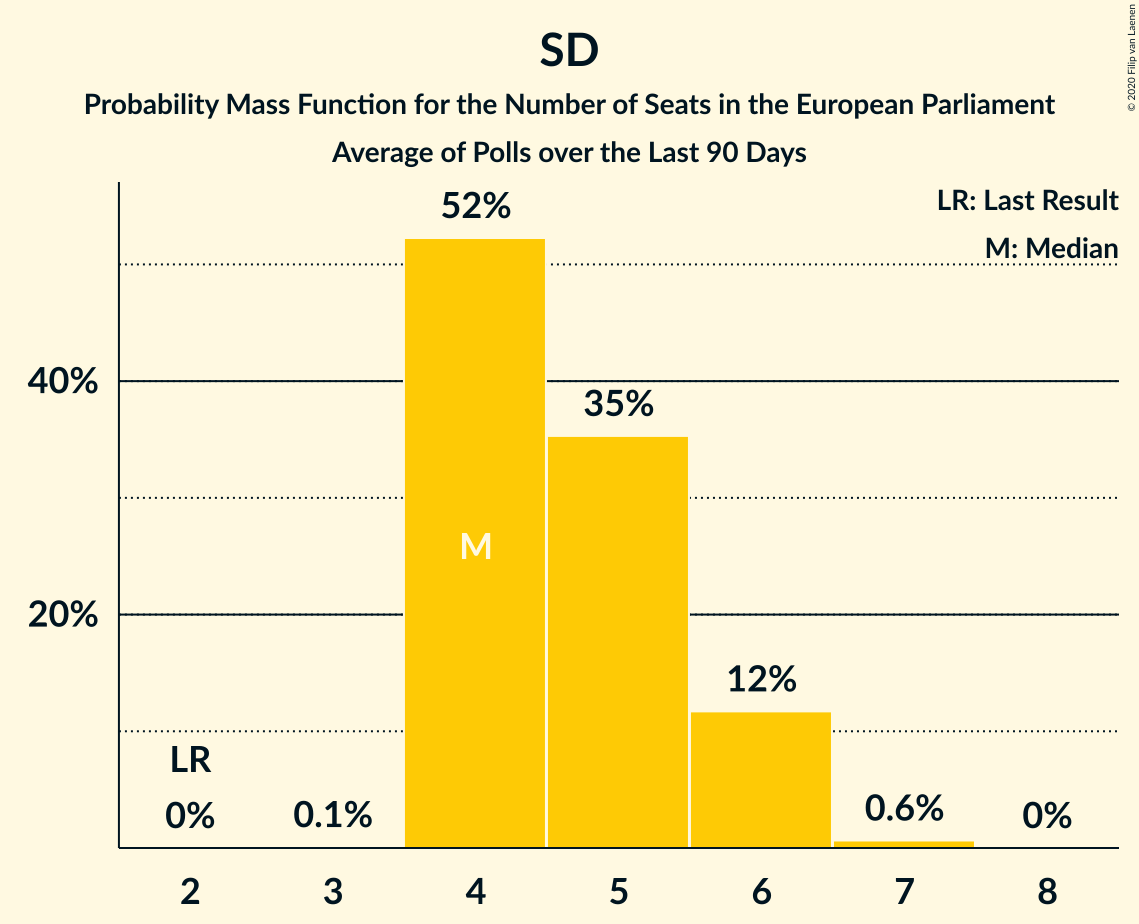 SD
Probability Mass Function for the Number of Seats in the European Parliament
Average of Polls over the Last 90 Days
© 2020 Filip van Laenen
LR: Last Result
M: Median
52%
40%
35%
M
20%
12%
LR
0%
0.1%
0.6%
0%
2 3 4 5 6 7 8